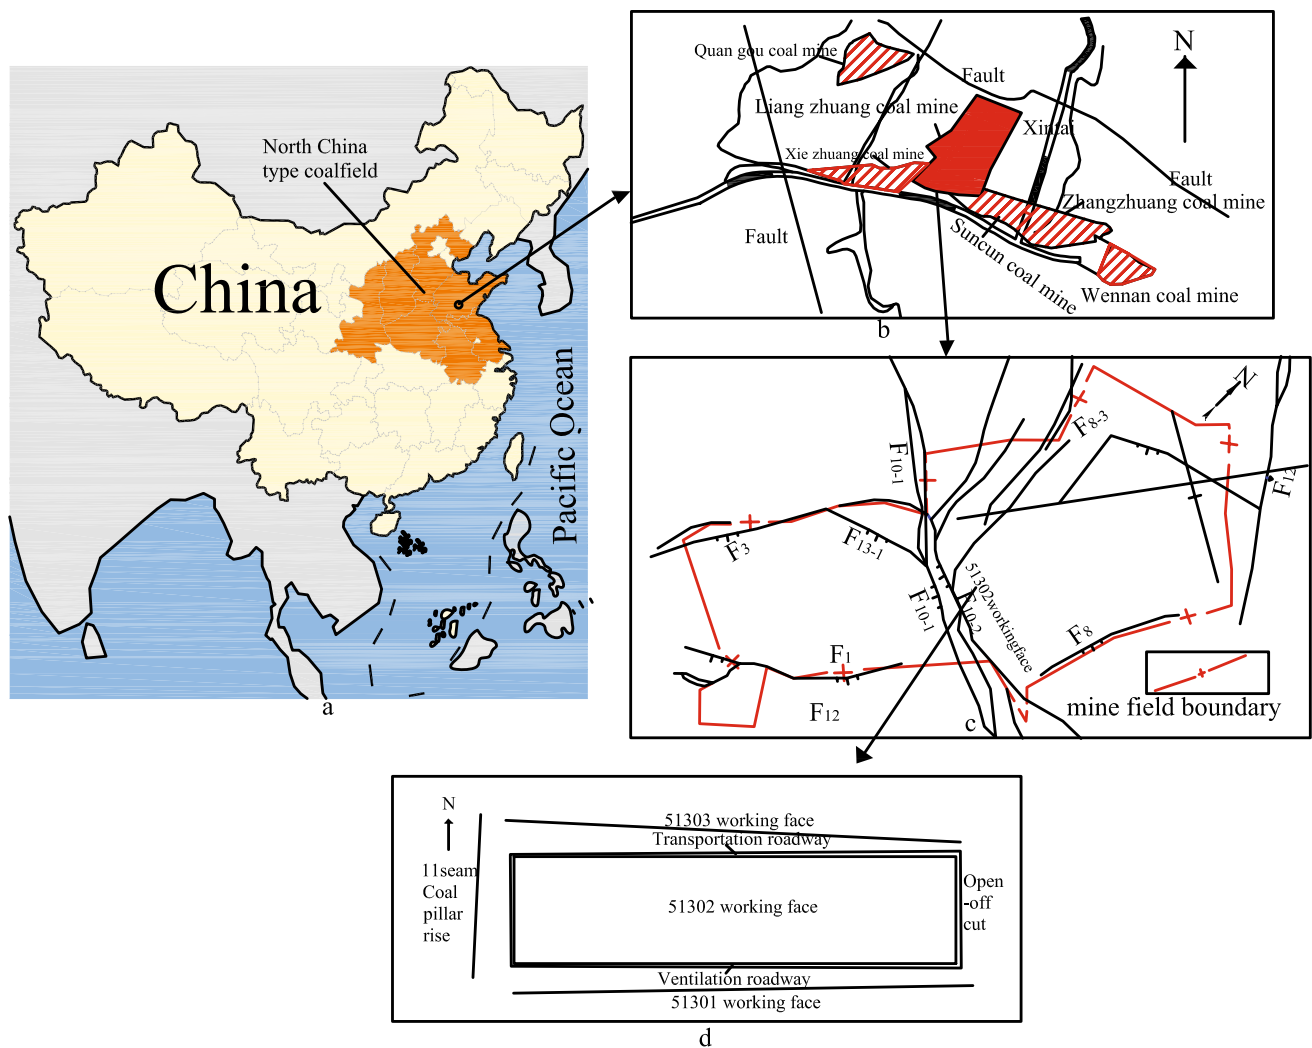 North China
type coalfield
China
Pacific Ocean
a
Quan gou coal mine
N
Fault
Liang zhuang coal mine
Xintai
Xie zhuang coal mine
Fault
Zhangzhuang coal mine
Fault
Suncun coal mine
Wennan coal mine
b
N
F8-3
F10-1
F12
F3
F13-1
51302workingface
F10-1
F10-2
F8
F1
mine field boundary
F12
c
N
51303 working face
Transportation roadway
11seam
Coal
pillar
rise
Open
-off
cut
51302 working face
Ventilation roadway
51301 working face
d